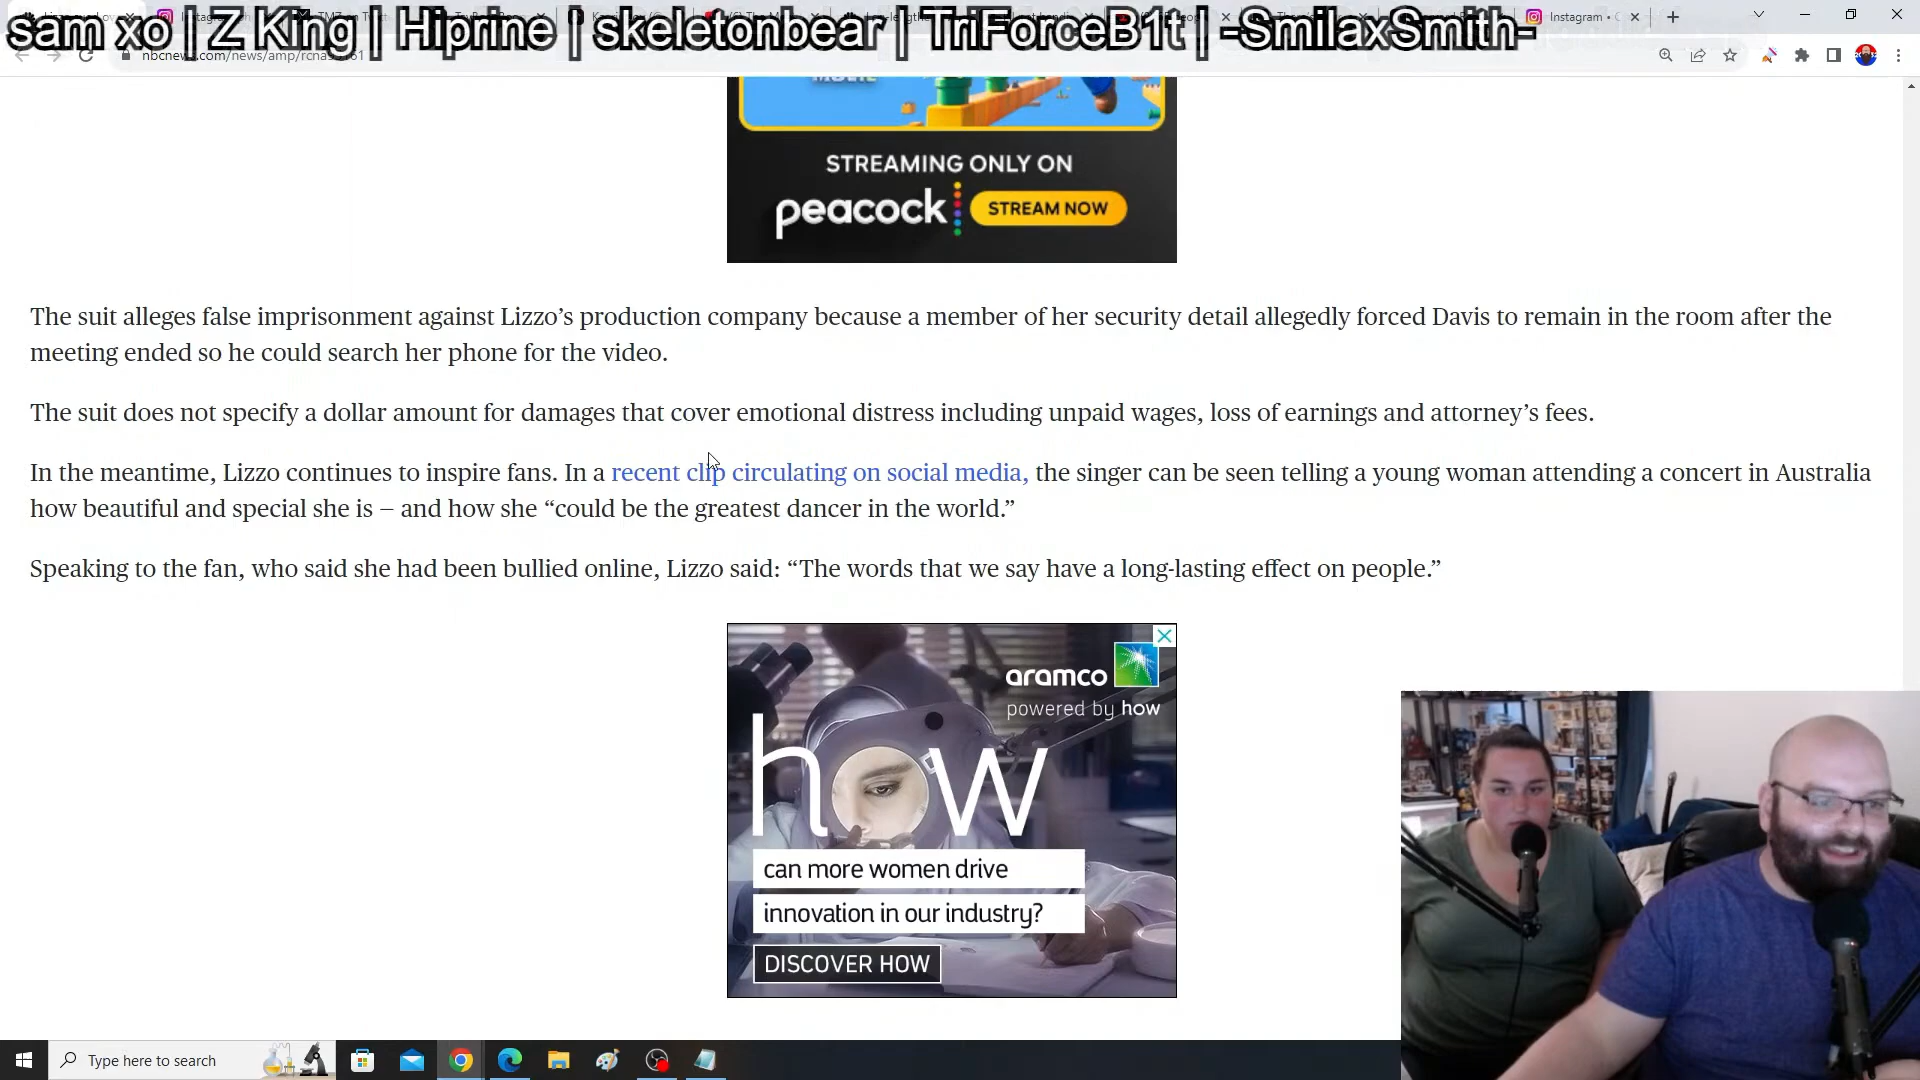 sam xo | Z King | Hiprine | skeletonbear | TriForceB1t | -SmilaxSmith-
Instagram • C
nbcnews.com/news/amp/rcna
STREAMING ONLY ON
peacock STREAM NOW
The suit alleges false imprisonment against Lizzo’s production company because a member of her security detail allegedly forced Davis to remain in the room after the
meeting ended so he could search her phone for the video.
The suit does not specify a dollar amount for damages that cover emotional distress including unpaid wages, loss of earnings and attorney’s fees.
In the meantime, Lizzo continues to inspire fans. In a recent clip circulating on social media, the singer can be seen telling a young woman attending a concert in Australia
how beautiful and special she is – and how she “could be the greatest dancer in the world.”
Speaking to the fan, who said she had been bullied online, Lizzo said: “The words that we say have a long-lasting effect on people.”
aramco
powered by how
how
can more women drive
innovation in our industry?
DISCOVER HOW
Type here to search